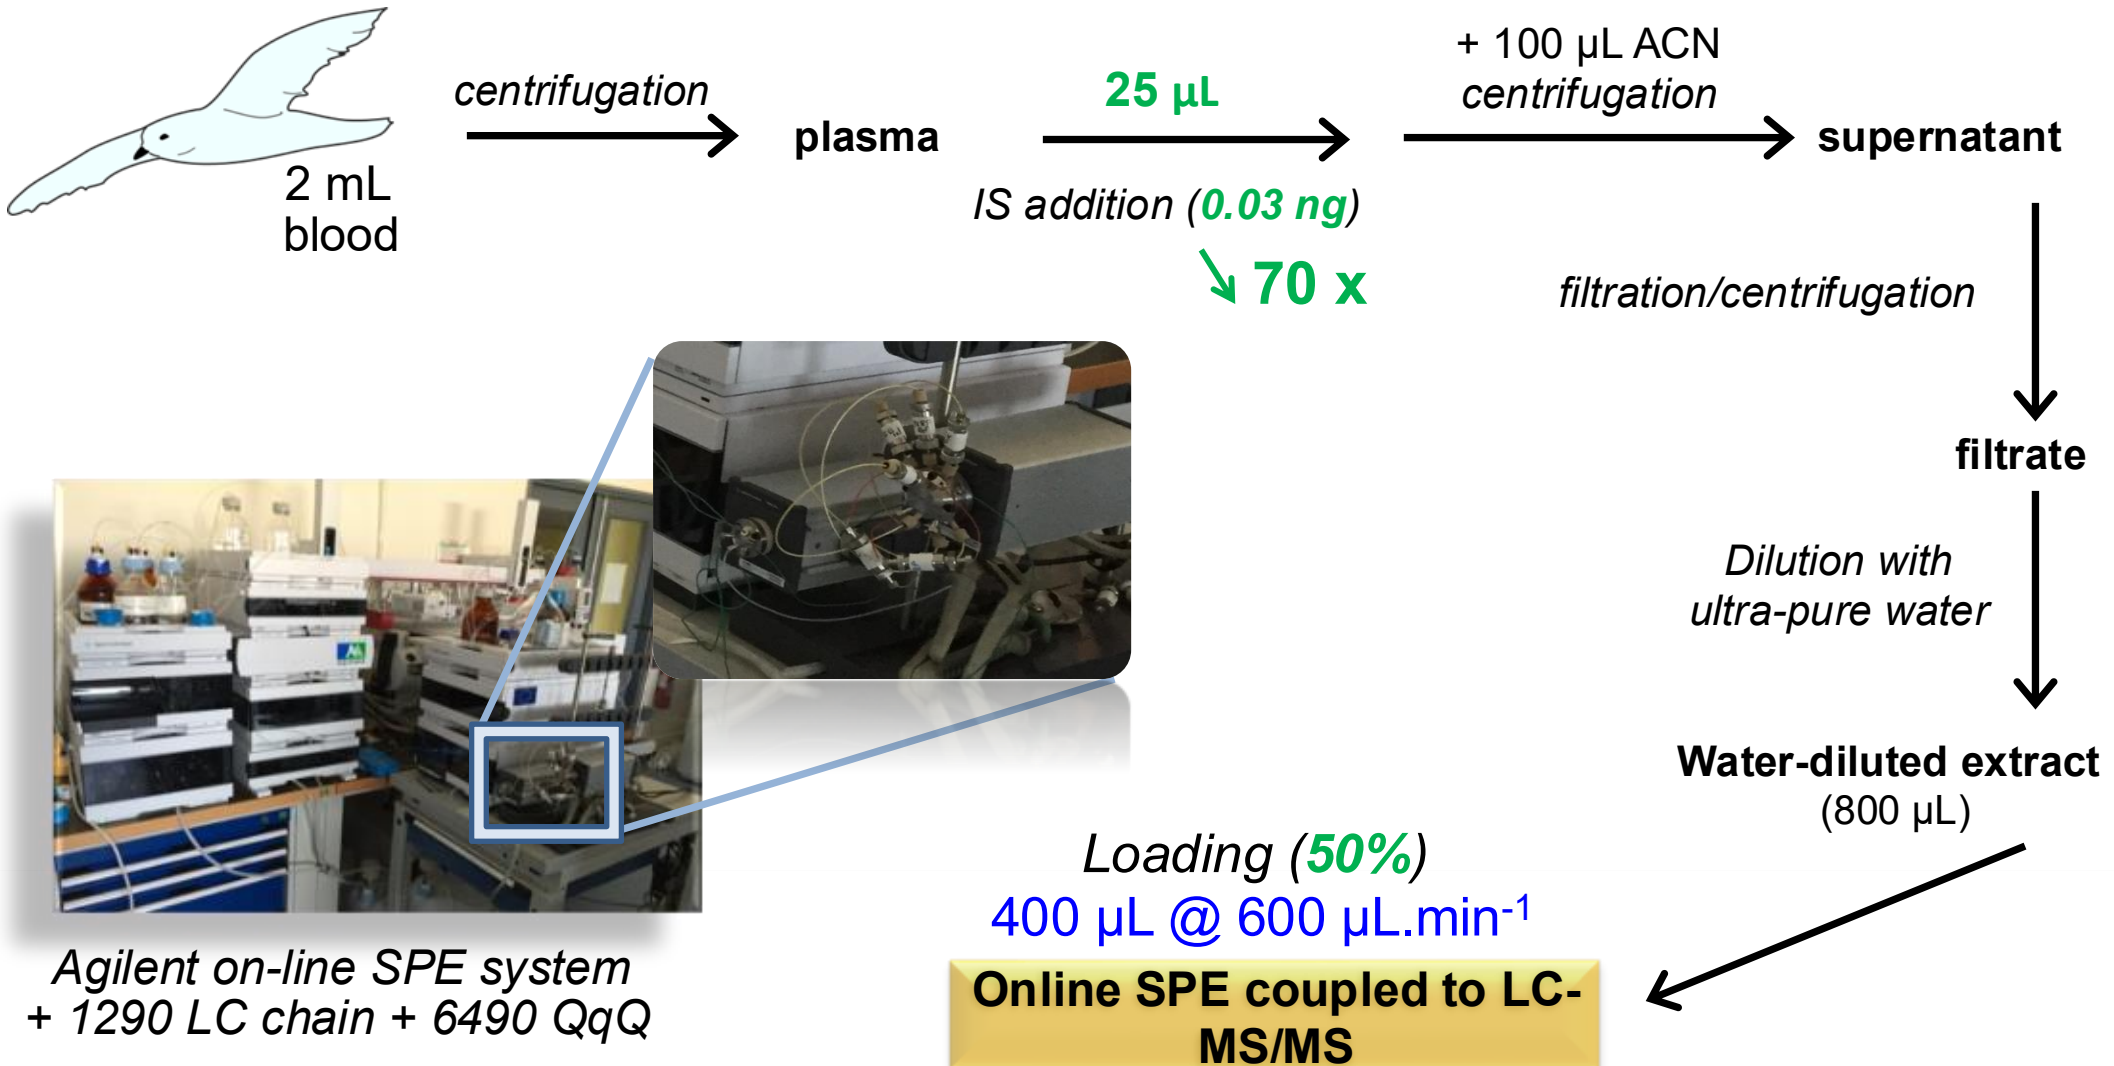 2 mL
blood
centrifugation
plasma
25 µL
IS addition (0.03 ng)
70 x
+ 100 µL ACN
centrifugation
supernatant
filtration/centrifugation
filtrate
Dilution with
ultra-pure water
Water-diluted extract
(800 µL)
Loading (50%)
400 µL @ 600 µL.min-1
Online SPE coupled to LC-
MS/MS
Agilent on-line SPE system
+ 1290 LC chain + 6490 QqQ